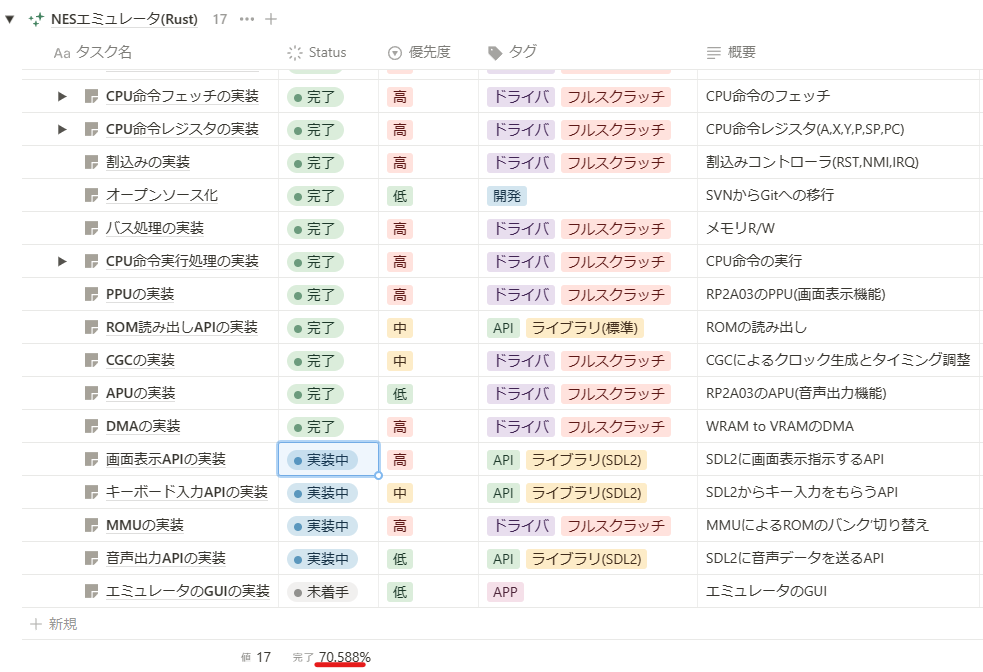 NESエミュレータ(Rust) 17
Aa タスク名 Status 優先度 タグ 概要
CPU命令フェッチの実装 完了 高 ドライバ フルスクラッチ CPU命令のフェッチ
CPU命令レジスタの実装 完了 高 ドライバ フルスクラッチ CPU命令レジスタ(A,X,Y,P,SP,PC)
割込みの実装 完了 高 ドライバ フルスクラッチ 割込みコントローラ(RST,NMI,IRQ)
オープンソース化 完了 低 開発 SVNからGitへの移行
バス処理の実装 完了 高 ドライバ フルスクラッチ メモリR/W
CPU命令実行処理の実装 完了 高 ドライバ フルスクラッチ CPU命令の実行
PPUの実装 完了 高 ドライバ フルスクラッチ RP2A03のPPU(画面表示機能)
ROM読み出しAPIの実装 完了 中 API ライブラリ(標準) ROMの読み出し
CGCの実装 完了 中 ドライバ フルスクラッチ CGCによるクロック生成とタイミング調整
APUの実装 完了 低 ドライバ フルスクラッチ RP2A03のAPU(音声出力機能)
DMAの実装 完了 高 ドライバ フルスクラッチ WRAM to VRAMのDMA
画面表示APIの実装 実装中 高 API ライブラリ(SDL2) SDL2に画面表示指示するAPI
キーボード入力APIの実装 実装中 中 API ライブラリ(SDL2) SDL2からキー入力をもらうAPI
MMUの実装 実装中 高 ドライバ フルスクラッチ MMUによるROMのバンク切り替え
音声出力APIの実装 実装中 低 API ライブラリ(SDL2) SDL2に音声データを送るAPI
エミュレータのGUIの実装 未着手 低 APP エミュレータのGUI
新規
値 17 完了 70.588%